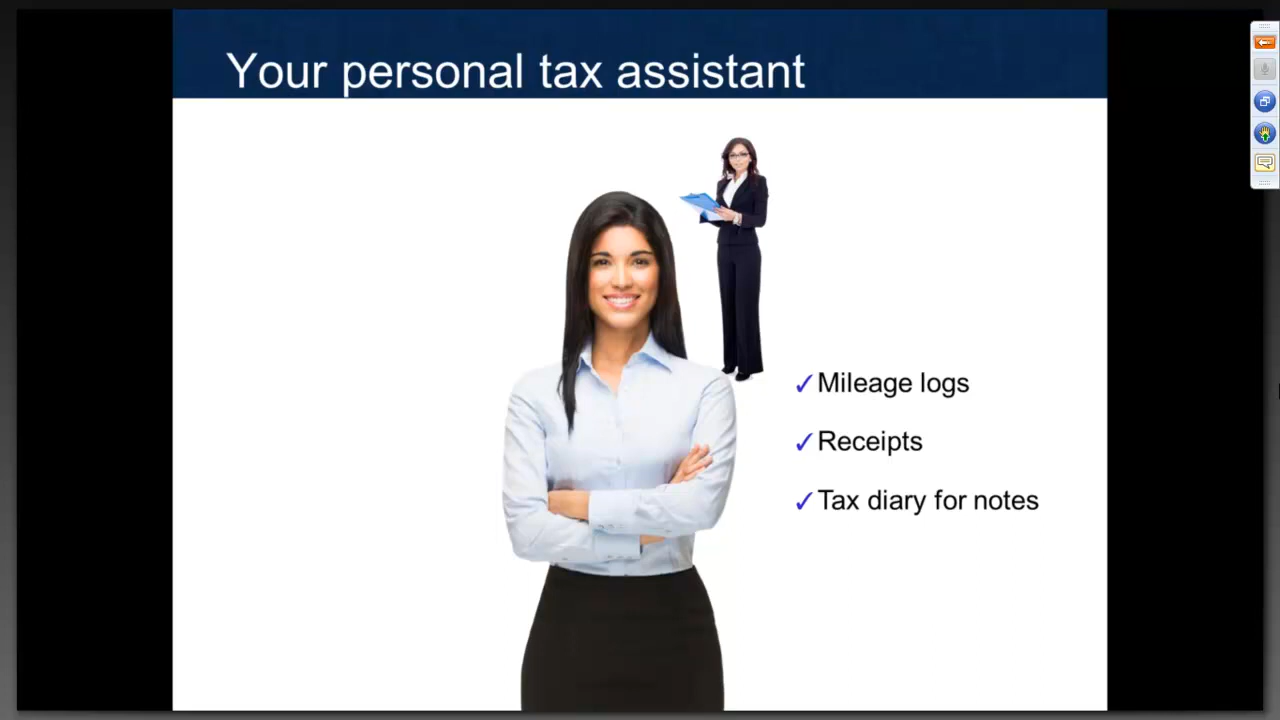 Your personal tax assistant
✓Mileage logs
✓Receipts
✓Tax diary for notes